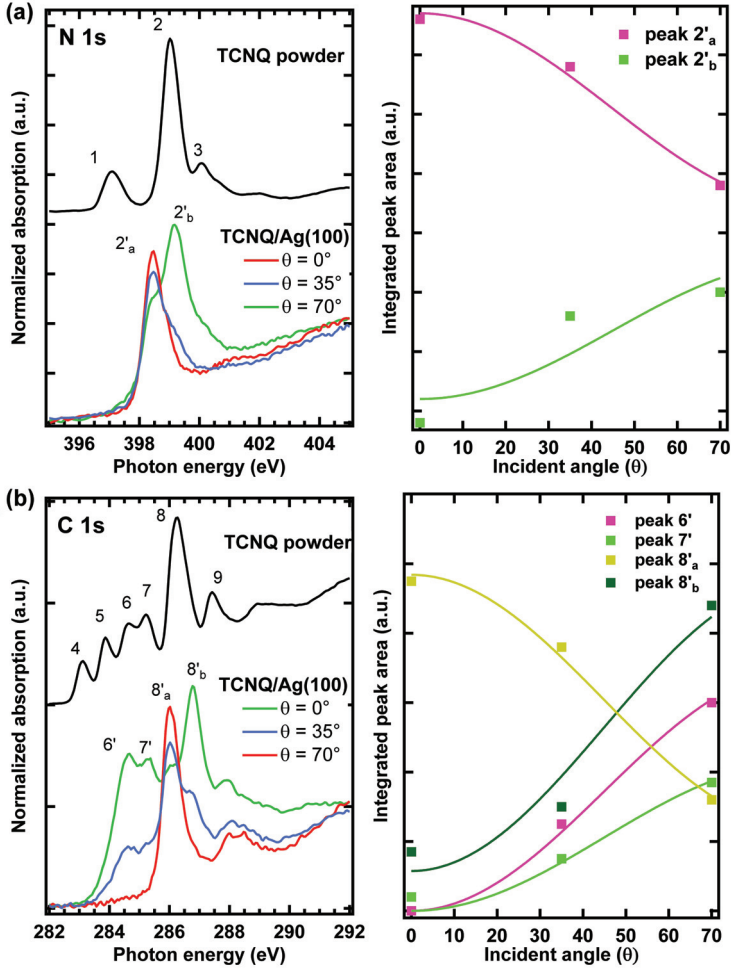 (a)
N 1s
2
TCNQ powder
1
3
2'b
2'a
TCNQ/Ag(100)
θ = 0°
θ = 35°
θ = 70°
Normalized absorption (a.u.)
396 398 400 402 404
Photon energy (eV)
peak 2'a
peak 2'b
Integrated peak area (a.u.)
0 10 20 30 40 50 60 70
Incident angle (θ)
(b)
C 1s
8
TCNQ powder
4
5
6
7
9
8'b
8'a
TCNQ/Ag(100)
6'
7'
θ = 0°
θ = 35°
θ = 70°
Normalized absorption (a.u.)
282 284 286 288 290 292
Photon energy (eV)
peak 6'
peak 7'
peak 8'a
peak 8'b
Integrated peak area (a.u.)
0 10 20 30 40 50 60 70
Incident angle (θ)